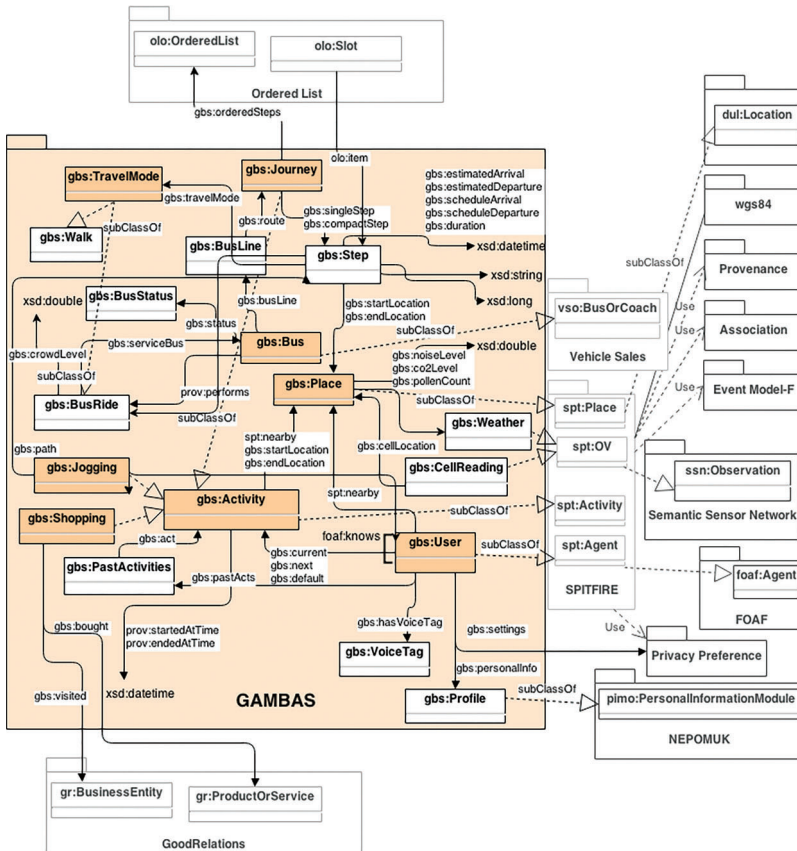 olo:OrderedList
olo:Slot
Ordered List
gbs:orderedSteps
dul:Location
olo:item
gbs:TravelMode
gbs:Journey
gbs:estimatedArrival
gbs:estimatedDeparture
gbs:scheduleArrival
gbs:scheduleDeparture
gbs:duration
gbs:travelMode
gbs:singleStep
gbs:compactStep
gbs:route
wgs84
gbs:Walk
subClassOf
gbs:BusLine
gbs:Step
xsd:datetime
xsd:string
xsd:long
subClassOf
Provenance
Use
xsd:double
gbs:BusStatus
gbs:busLine
gbs:startLocation
gbs:endLocation
vso:BusOrCoach
Vehicle Sales
gbs:status
subClassOf
Use
Association
gbs:crowdLevel
gbs:serviceBus
gbs:Bus
gbs:noiseLevel
gbs:co2Level
gbs:pollenCount
xsd:double
subClassOf
prov:performs
gbs:Place
subClassOf
Use
Event Model-F
gbs:BusRide
subClassOf
spt:Place
gbs:Weather
gbs:path
spt:nearby
gbs:startLocation
gbs:endLocation
gbs:cellLocation
spt:OV
gbs:Jogging
gbs:CellReading
ssn:Observation
Semantic Sensor Network
gbs:Activity
spt:nearby
spt:Activity
subClassOf
gbs:Shopping
gbs:act
gbs:current
gbs:next
gbs:default
foaf:knows
gbs:User
subClassOf
spt:Agent
gbs:PastActivities
gbs:pastActs
SPITFIRE
foaf:Agent
FOAF
gbs:bought
prov:startedAtTime
prov:endedAtTime
gbs:hasVoiceTag
gbs:settings
Use
gbs:VoiceTag
Privacy Preference
gbs:personalInfo
xsd:datetime
gbs:visited
GAMBAS
gbs:Profile
subClassOf
pimo:PersonalInformationModule
NEPOMUK
gr:BusinessEntity
gr:ProductOrService
GoodRelations